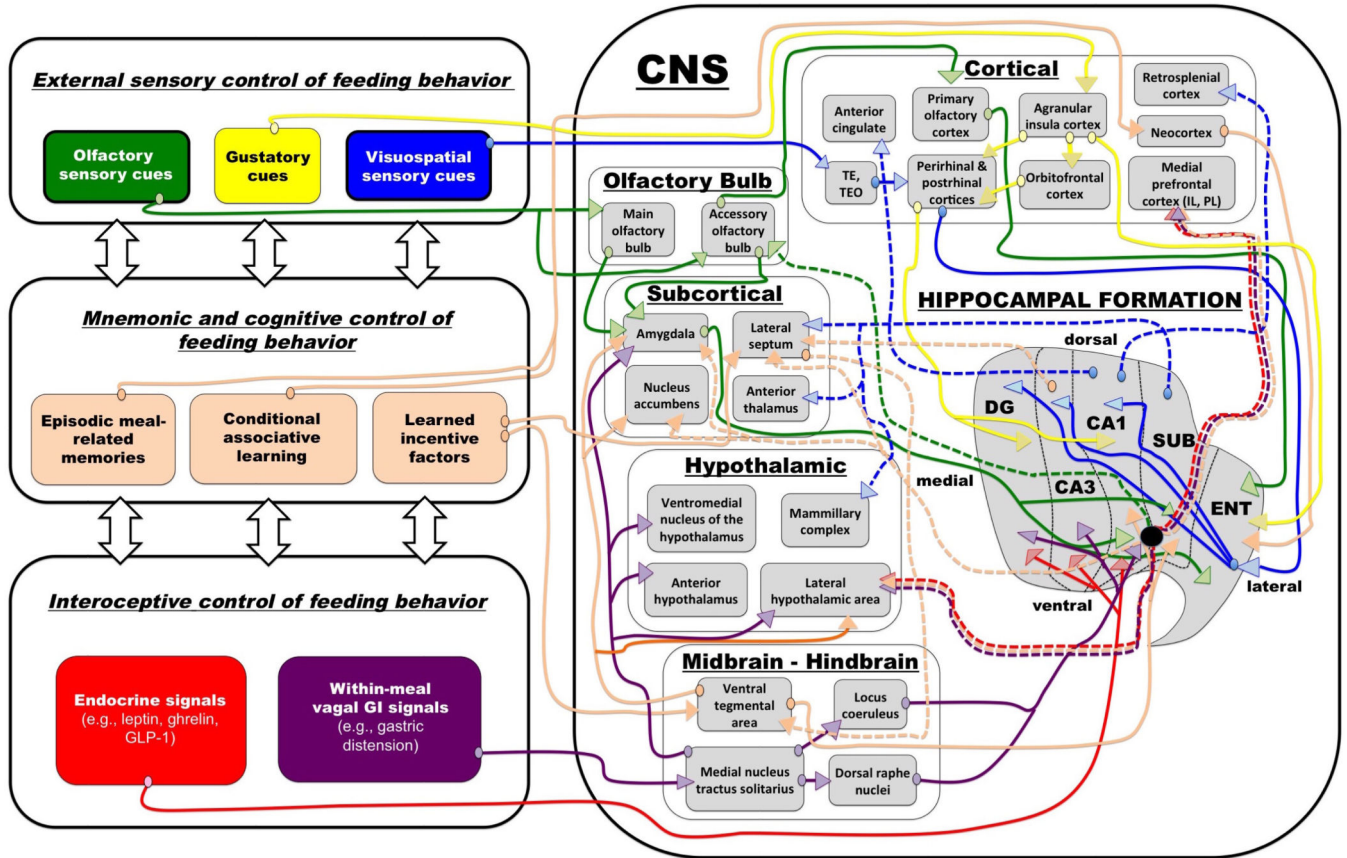 External sensory control of feeding behavior
Olfactory
sensory cues
Gustatory
cues
Visuospatial
sensory cues
Mnemonic and cognitive control of
feeding behavior
Episodic meal-
related
memories
Conditional
associative
learning
Learned
incentive
factors
Interoceptive control of feeding behavior
Endocrine signals
(e.g., leptin, ghrelin,
GLP-1)
Within-meal
vagal GI signals
(e.g., gastric
distension)
CNS
Cortical
Anterior
cingulate
Primary
olfactory
cortex
Agranular
insula cortex
Retrosplenial
cortex
Neocortex
TE,
TEO
Perirhinal &
postrhinal
cortices
Orbitofrontal
cortex
Medial
prefrontal
cortex (IL, PL)
Olfactory Bulb
Main
olfactory
bulb
Accessory
olfactory
bulb
Subcortical
Amygdala
Lateral
septum
Nucleus
accumbens
Anterior
thalamus
Hypothalamic
Ventromedial
nucleus of the
hypothalamus
Mammillary
complex
Anterior
hypothalamus
Lateral
hypothalamic area
Midbrain - Hindbrain
Ventral
tegmental
area
Locus
coeruleus
Medial nucleus
tractus solitarius
Dorsal raphe
nuclei
HIPPOCAMPAL FORMATION
dorsal
DG
CA1
SUB
medial
CA3
ENT
ventral
lateral